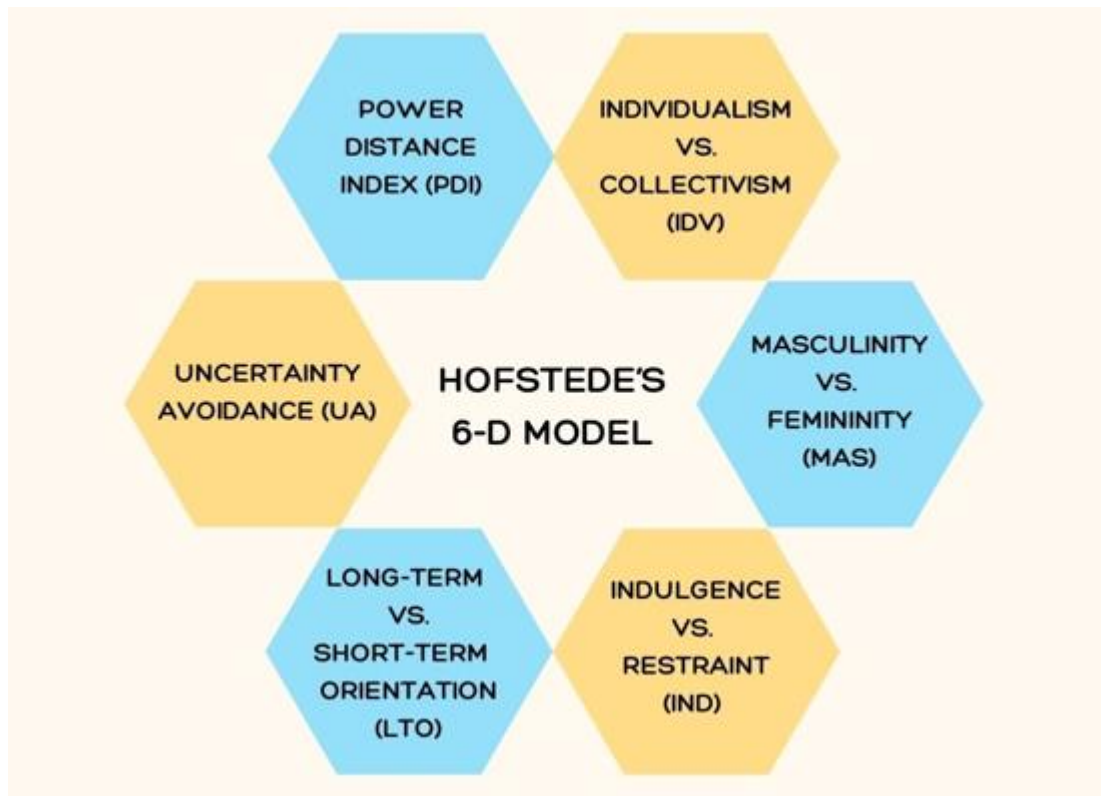 POWER
DISTANCE
INDEX (PDI)
INDIVIDUALISM
VS.
COLLECTIVISM
(IDV)
UNCERTAINTY
AVOIDANCE (UA)
HOFSTEDE'S
6-D MODEL
MASCULINITY
VS.
FEMININITY
(MAS)
LONG-TERM
VS.
SHORT-TERM
ORIENTATION
(LTO)
INDULGENCE
VS.
RESTRAINT
(IND)